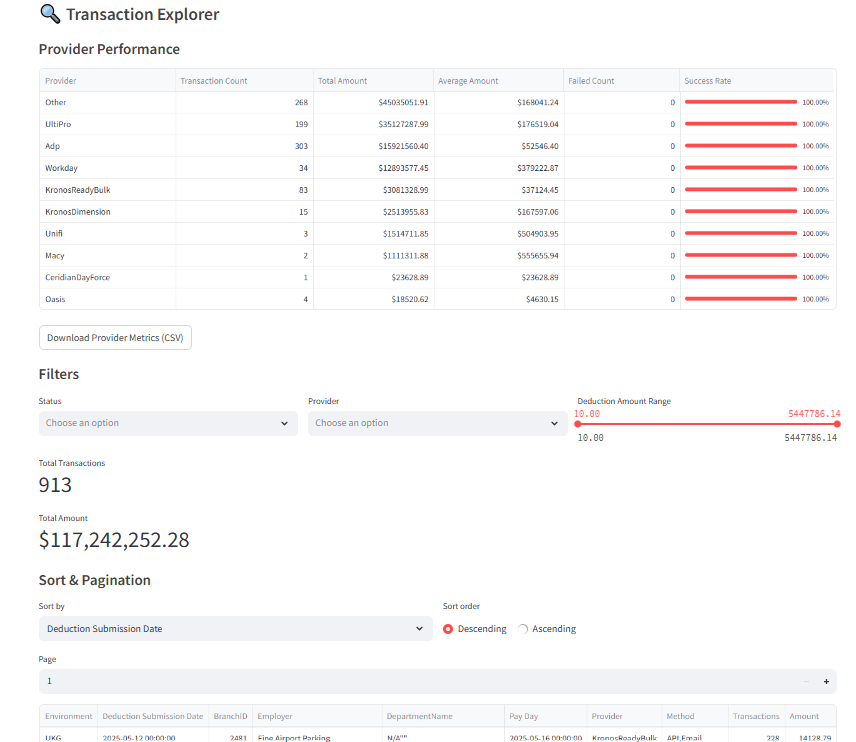 Transaction Explorer
Provider Performance
Provider Transaction Count Total Amount Average Amount Failed Count Success Rate
Other 268 $45035051.91 $168041.24 0 100.00%
UltiPro 199 $35127287.99 $176519.04 0 100.00%
Adp 303 $15921560.40 $52546.40 0 100.00%
Workday 34 $12893577.45 $379222.87 0 100.00%
KronosReadyBulk 83 $3081328.99 $37124.45 0 100.00%
KronosDimension 15 $2513955.83 $167597.06 0 100.00%
Unifi 3 $1514711.85 $504903.95 0 100.00%
Macy 2 $1111311.88 $555655.94 0 100.00%
CeridianDayForce 1 $23628.89 $23628.89 0 100.00%
Oasis 4 $18520.62 $4630.15 0 100.00%
Download Provider Metrics (CSV)
Filters
Status Provider Deduction Amount Range
10.00 5447786.14
Choose an option Choose an option
10.00 5447786.14
Total Transactions
913
Total Amount
$117,242,252.28
Sort & Pagination
Sort by Sort order
Deduction Submission Date Descending Ascending
Page
1
Environment Deduction Submission Date BranchID Employer DepartmentName Pay Day Provider Method Transactions Amount
UKG 2025-05-12 00:00:00 2481 Fine Airport Parking N/A"" 2025-05-16 00:00:00 KronosReadyBulk API,Email 228 14128.79